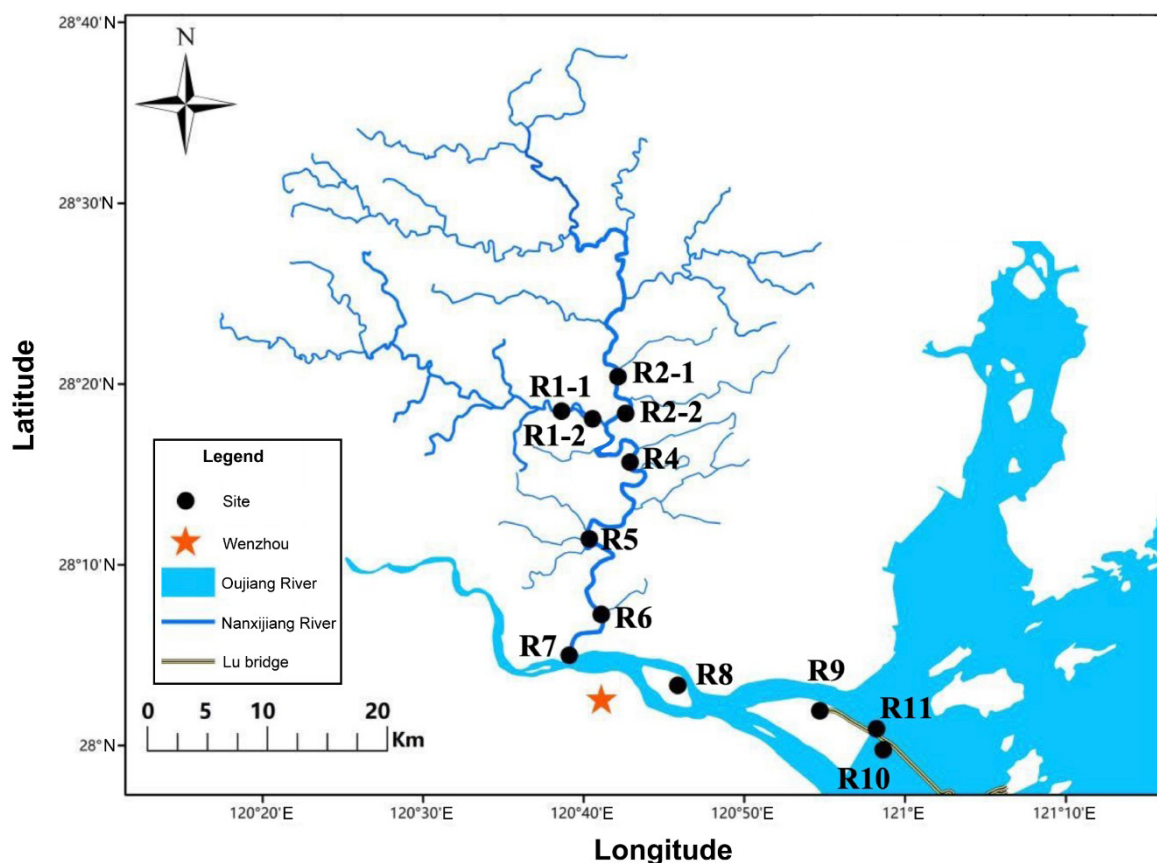 28°40'N
N
28°30'N
28°20'N
28°10'N
28°N
Latitude
R2-1
R1-1
R2-2
R1-2
R4
R5
R6
R7
R8
R9
R11
R10
Legend
Site
Wenzhou
Oujiang River
Nanxijiang River
Lu bridge
0 5 10 20
Km
120°20'E 120°30'E 120°40'E 120°50'E 121°E 121°10'E
Longitude